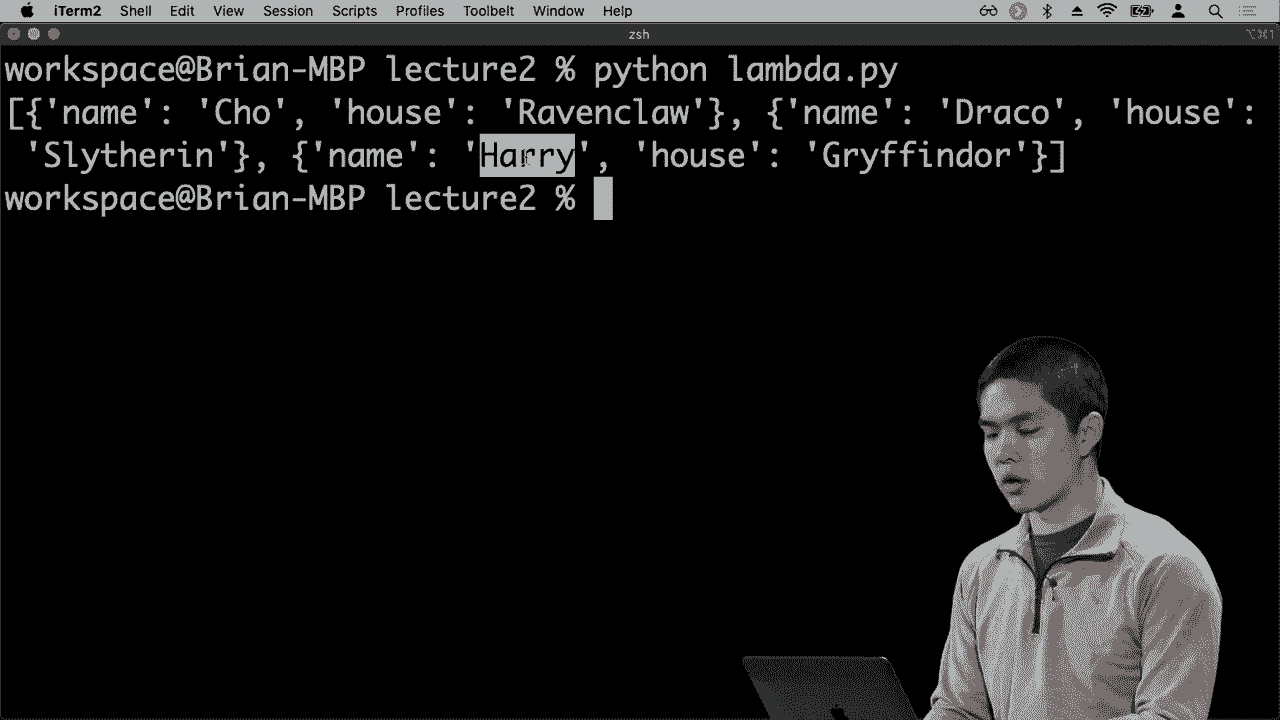 iTerm2 Shell Edit View Session Scripts Profiles Toolbelt Window Help
zsh ⌥⌘1
workspace@Brian-MBP lecture2 % python lambda.py
[{'name': 'Cho', 'house': 'Ravenclaw'}, {'name': 'Draco', 'house':
'Slytherin'}, {'name': 'Harry', 'house': 'Gryffindor'}]
workspace@Brian-MBP lecture2 %